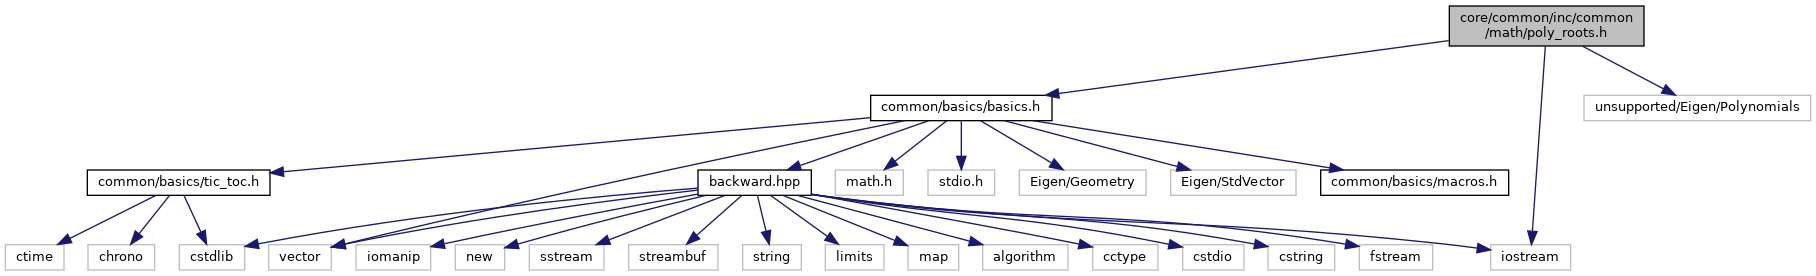 core/common/inc/common
/math/poly_roots.h
common/basics/basics.h
unsupported/Eigen/Polynomials
common/basics/tic_toc.h
backward.hpp
math.h
stdio.h
Eigen/Geometry
Eigen/StdVector
common/basics/macros.h
ctime
chrono
cstdlib
vector
iomanip
new
sstream
streambuf
string
limits
map
algorithm
cctype
cstdio
cstring
fstream
iostream